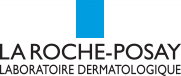 LA ROCHE-POSAY
LABORATOIRE DERMATOLOGIQUE